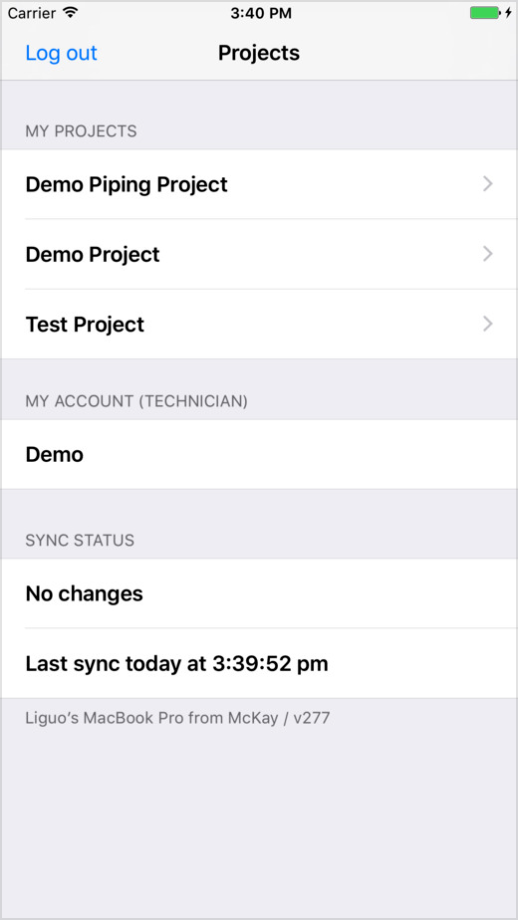 Carrier 3:40 PM
Log out Projects
MY PROJECTS
Demo Piping Project
Demo Project
Test Project
MY ACCOUNT (TECHNICIAN)
Demo
SYNC STATUS
No changes
Last sync today at 3:39:52 pm
Liguo’s MacBook Pro from McKay / v277